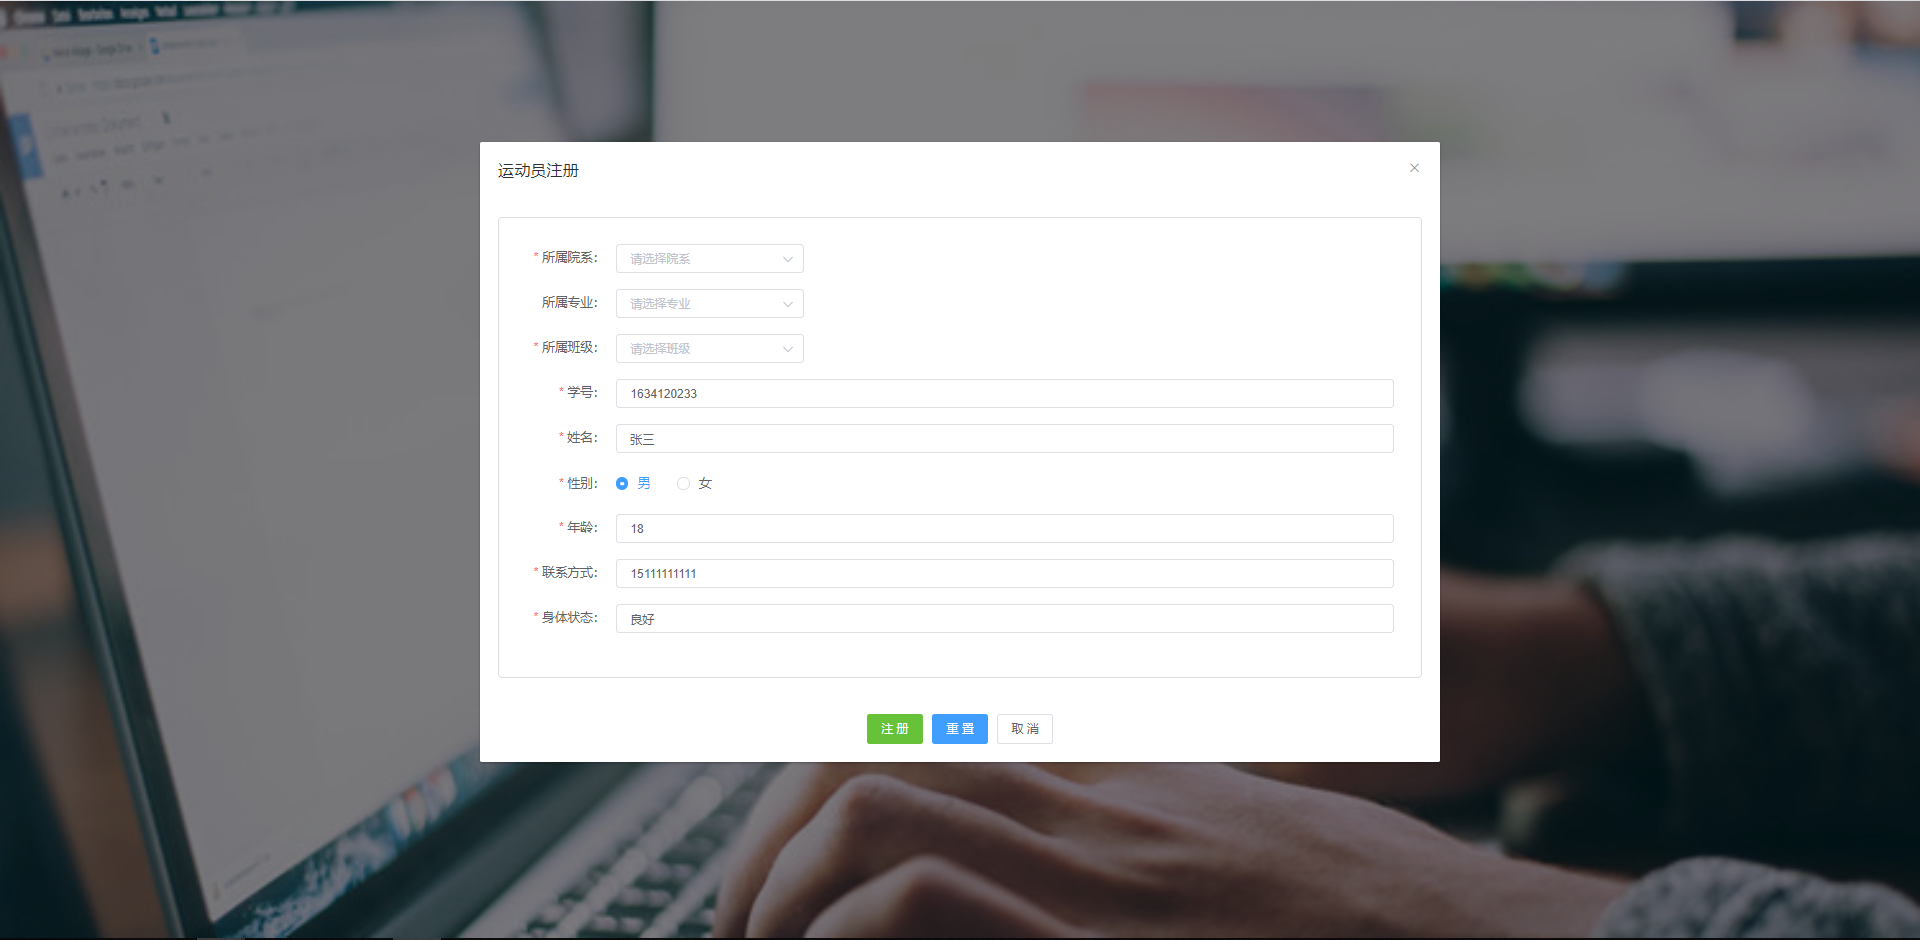 运动员注册
* 所属院系: 请选择院系
所属专业: 请选择专业
* 所属班级: 请选择班级
* 学号: 1634120233
* 姓名: 张三
* 性别: 男 女
* 年龄: 18
* 联系方式: 15111111111
* 身体状态: 良好
注册 重置 取消